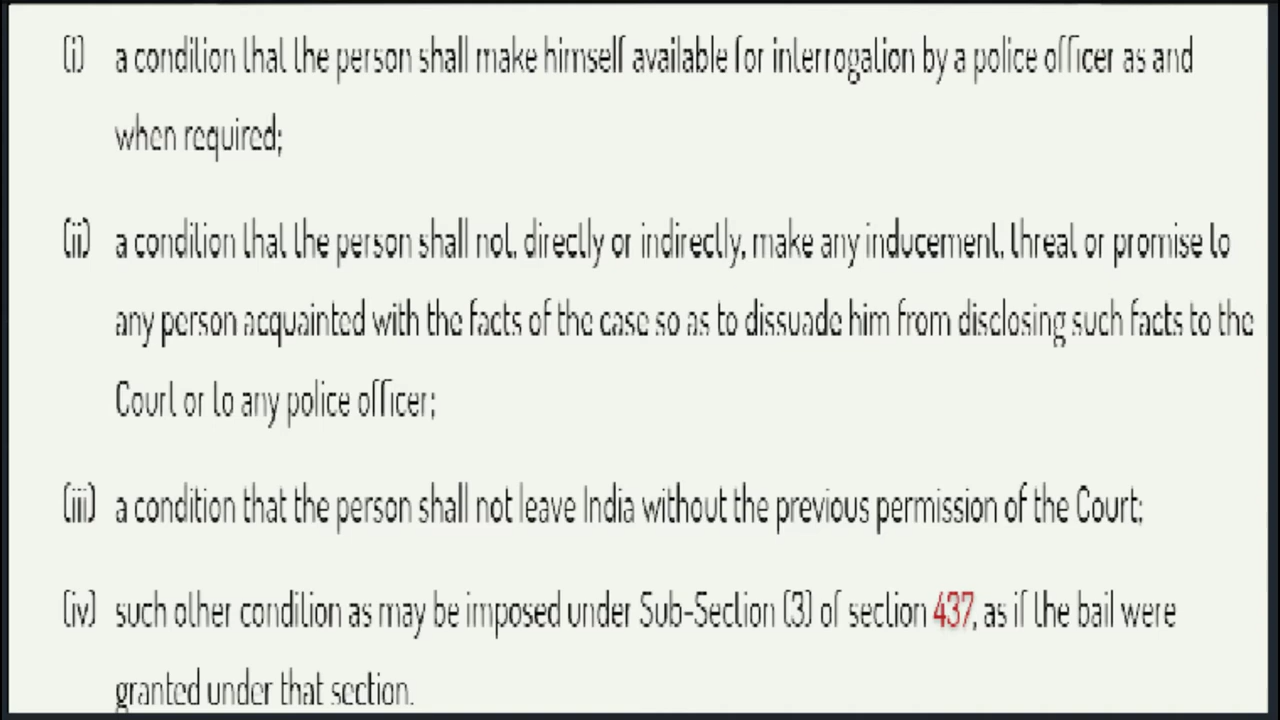 (i) a condition that the person shall make himself available for interrogation by a police officer as and
when required;
(ii) a condition that the person shall not, directly or indirectly, make any inducement, threat or promise to
any person acquainted with the facts of the case so as to dissuade him from disclosing such facts to the
Court or to any police officer;
(iii) a condition that the person shall not leave India without the previous permission of the Court;
(iv) such other condition as may be imposed under Sub-Section (3) of section 437, as if the bail were
granted under that section.